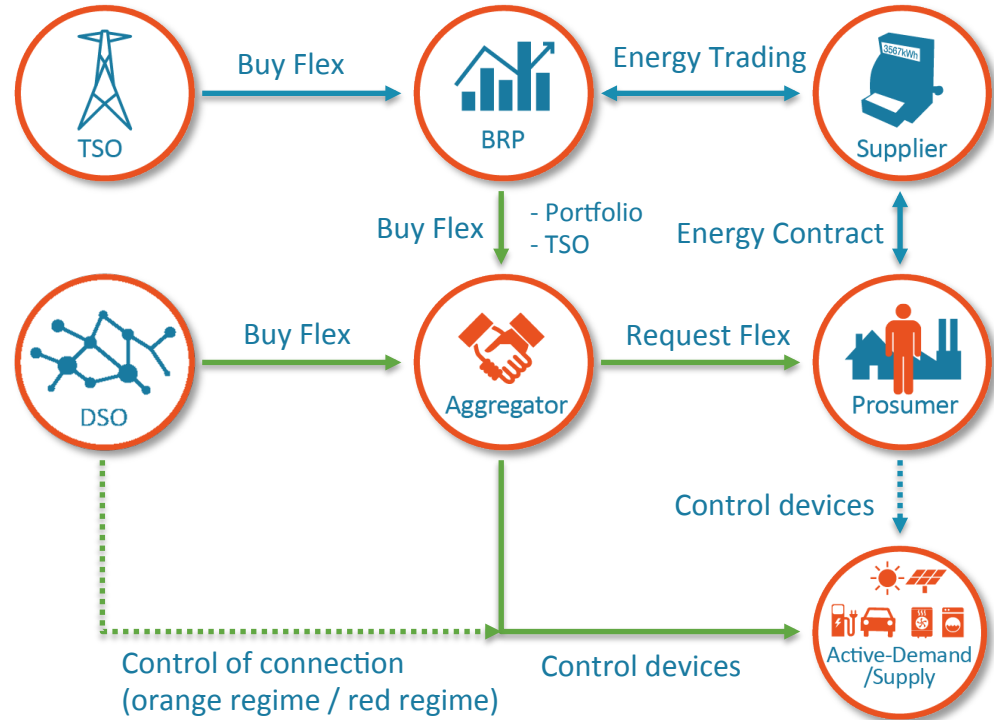 3567kWh
TSO
Buy Flex
BRP
Energy Trading
Supplier
Buy Flex
- Portfolio
- TSO
Energy Contract
DSO
Buy Flex
Aggregator
Request Flex
Prosumer
Control devices
Control of connection
(orange regime / red regime)
Control devices
Active-Demand
/Supply